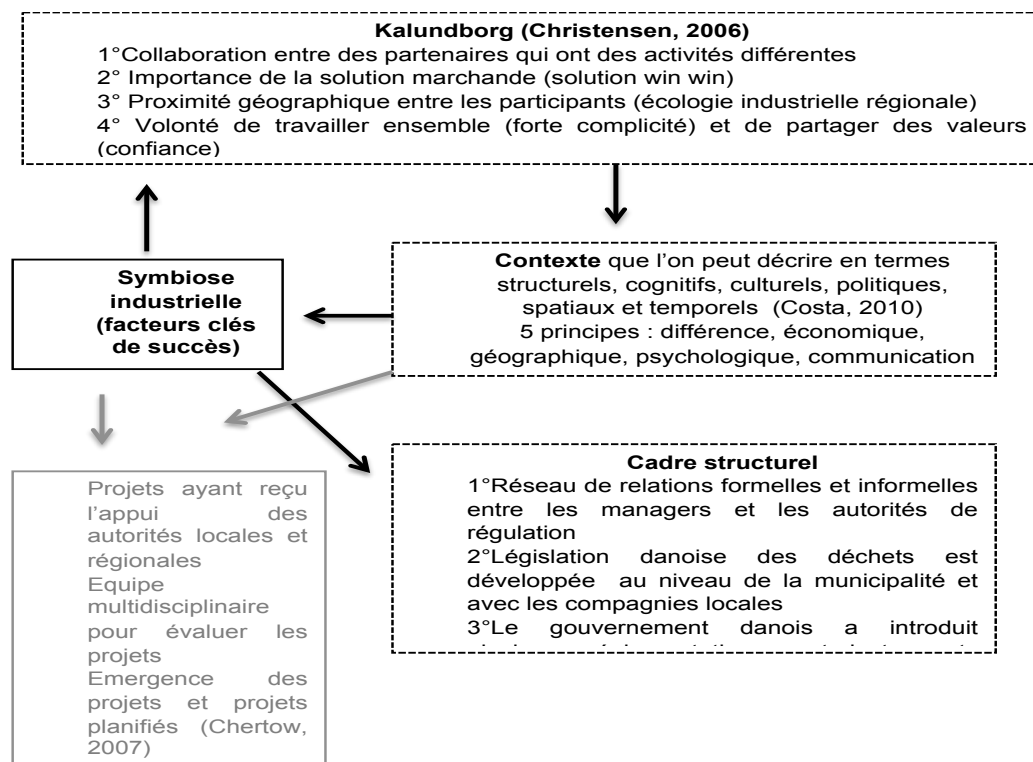 Kalundborg (Christensen, 2006)
1°Collaboration entre des partenaires qui ont des activités différentes
2° Importance de la solution marchande (solution win win)
3° Proximité géographique entre les participants (écologie industrielle régionale)
4° Volonté de travailler ensemble (forte complicité) et de partager des valeurs
(confiance)
Symbiose
industrielle
(facteurs clés
de succès)
Contexte que l’on peut décrire en termes
structurels, cognitifs, culturels, politiques,
spatiaux et temporels (Costa, 2010)
5 principes : différence, économique,
géographique, psychologique, communication
Projets ayant reçu
l’appui des
autorités locales et
régionales
Equipe
multidisciplinaire
pour évaluer les
projets
Emergence des
projets et projets
planifiés (Chertow,
2007)
Cadre structurel
1°Réseau de relations formelles et informelles
entre les managers et les autorités de
régulation
2°Législation danoise des déchets est
développée au niveau de la municipalité et
avec les compagnies locales
3°Le gouvernement danois a introduit